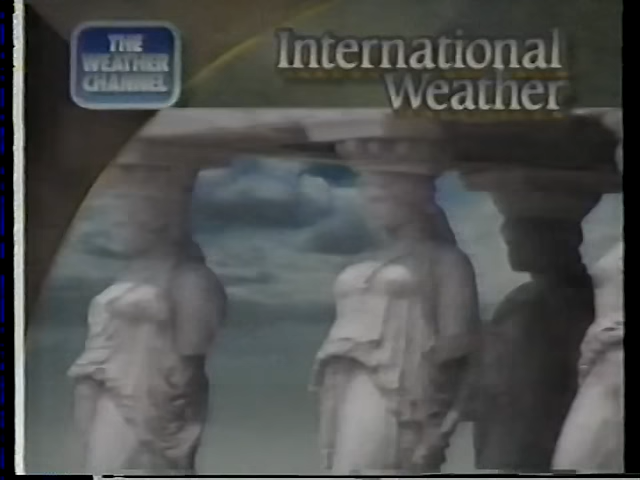 THE
WEATHER
CHANNEL
International
Weather